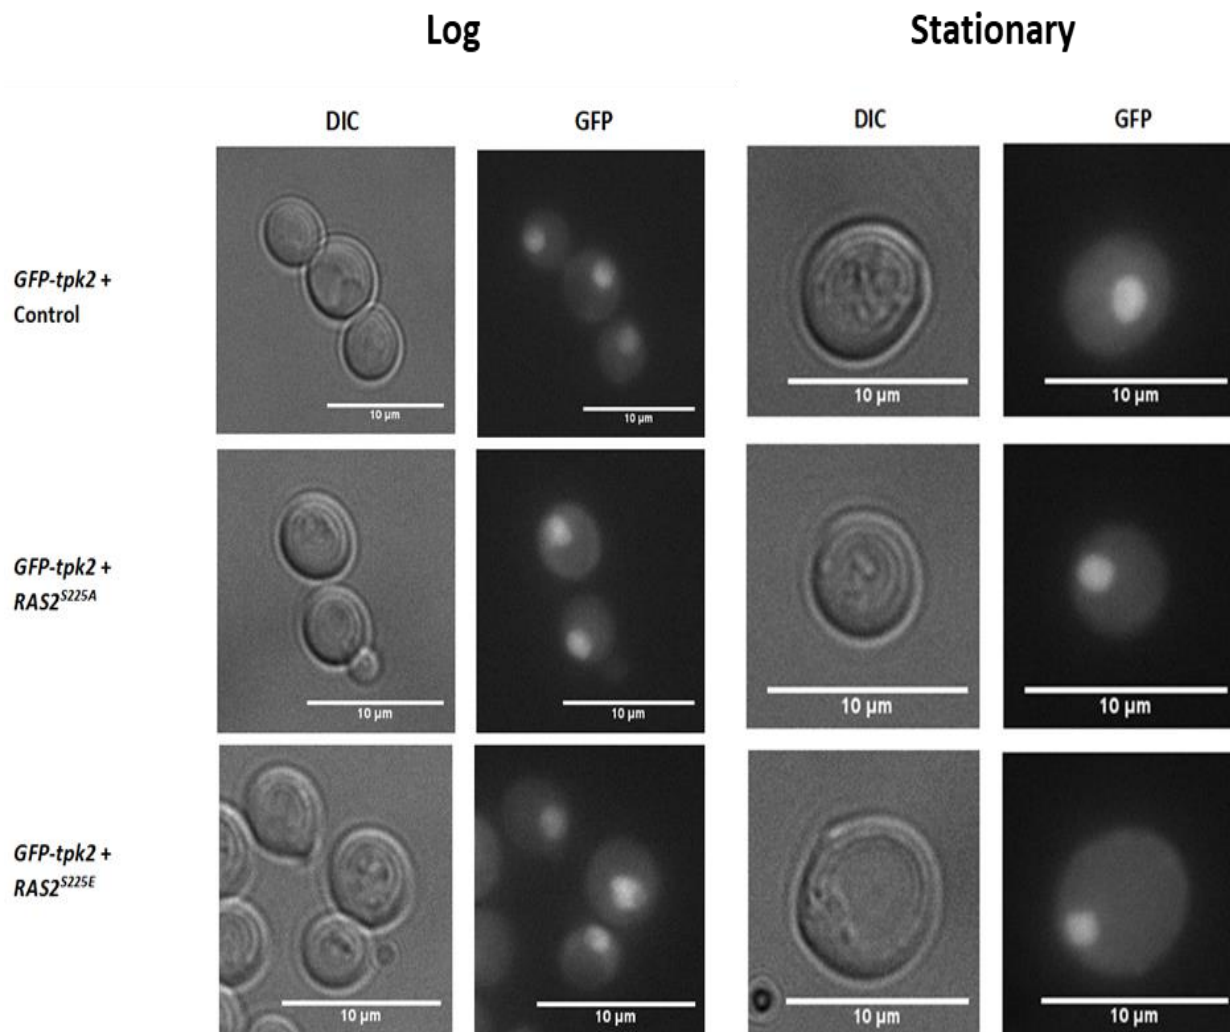 Log Stationary
DIC GFP DIC GFP
GFP-tpk2 +
Control
10 µm 10 µm 10 µm 10 µm
GFP-tpk2 +
RAS2S225A
10 µm 10 µm 10 µm 10 µm
GFP-tpk2 +
RAS2S225E
10 µm 10 µm 10 µm 10 µm